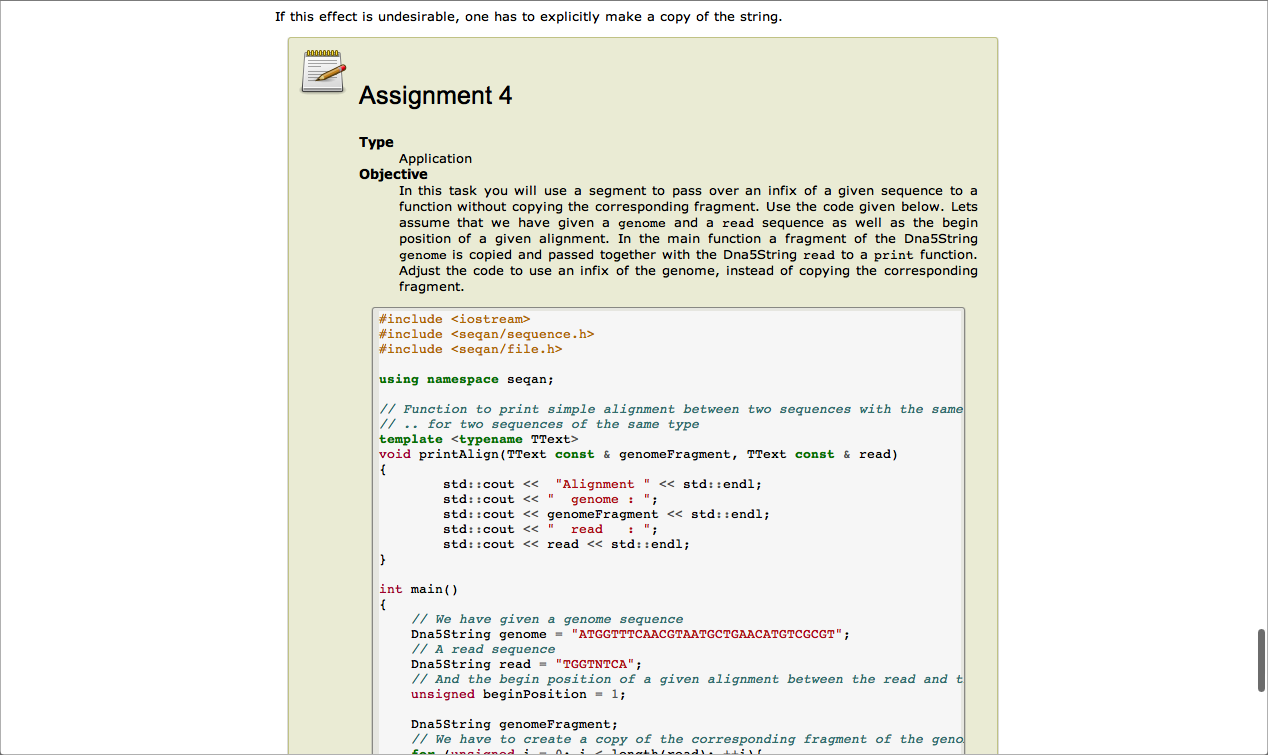 If this effect is undesirable, one has to explicitly make a copy of the string.
Assignment 4
Type
Application
Objective
In this task you will use a segment to pass over an infix of a given sequence to a
function without copying the corresponding fragment. Use the code given below. Lets
assume that we have given a genome and a read sequence as well as the begin
position of a given alignment. In the main function a fragment of the Dna5String
genome is copied and passed together with the Dna5String read to a print function.
Adjust the code to use an infix of the genome, instead of copying the corresponding
fragment.
#include <iostream>
#include <seqan/sequence.h>
#include <seqan/file.h>
using namespace seqan;
// Function to print simple alignment between two sequences with the same
// .. for two sequences of the same type
template <typename TText>
void printAlign(TText const & genomeFragment, TText const & read)
{
        std::cout <<  "Alignment " << std::endl;
        std::cout << "  genome : ";
        std::cout << genomeFragment << std::endl;
        std::cout << "  read   : ";
        std::cout << read << std::endl;
}
int main()
{
    // We have given a genome sequence
    Dna5String genome = "ATGGTTTCAACGTAATGCTGAACATGTCGCGT";
    // A read sequence
    Dna5String read = "TGGTNTCA";
    // And the begin position of a given alignment between the read and t
    unsigned beginPosition = 1;
    Dna5String genomeFragment;
    // We have to create a copy of the corresponding fragment of the geno
    for (unsigned i = 0; i < length(read); ++i){